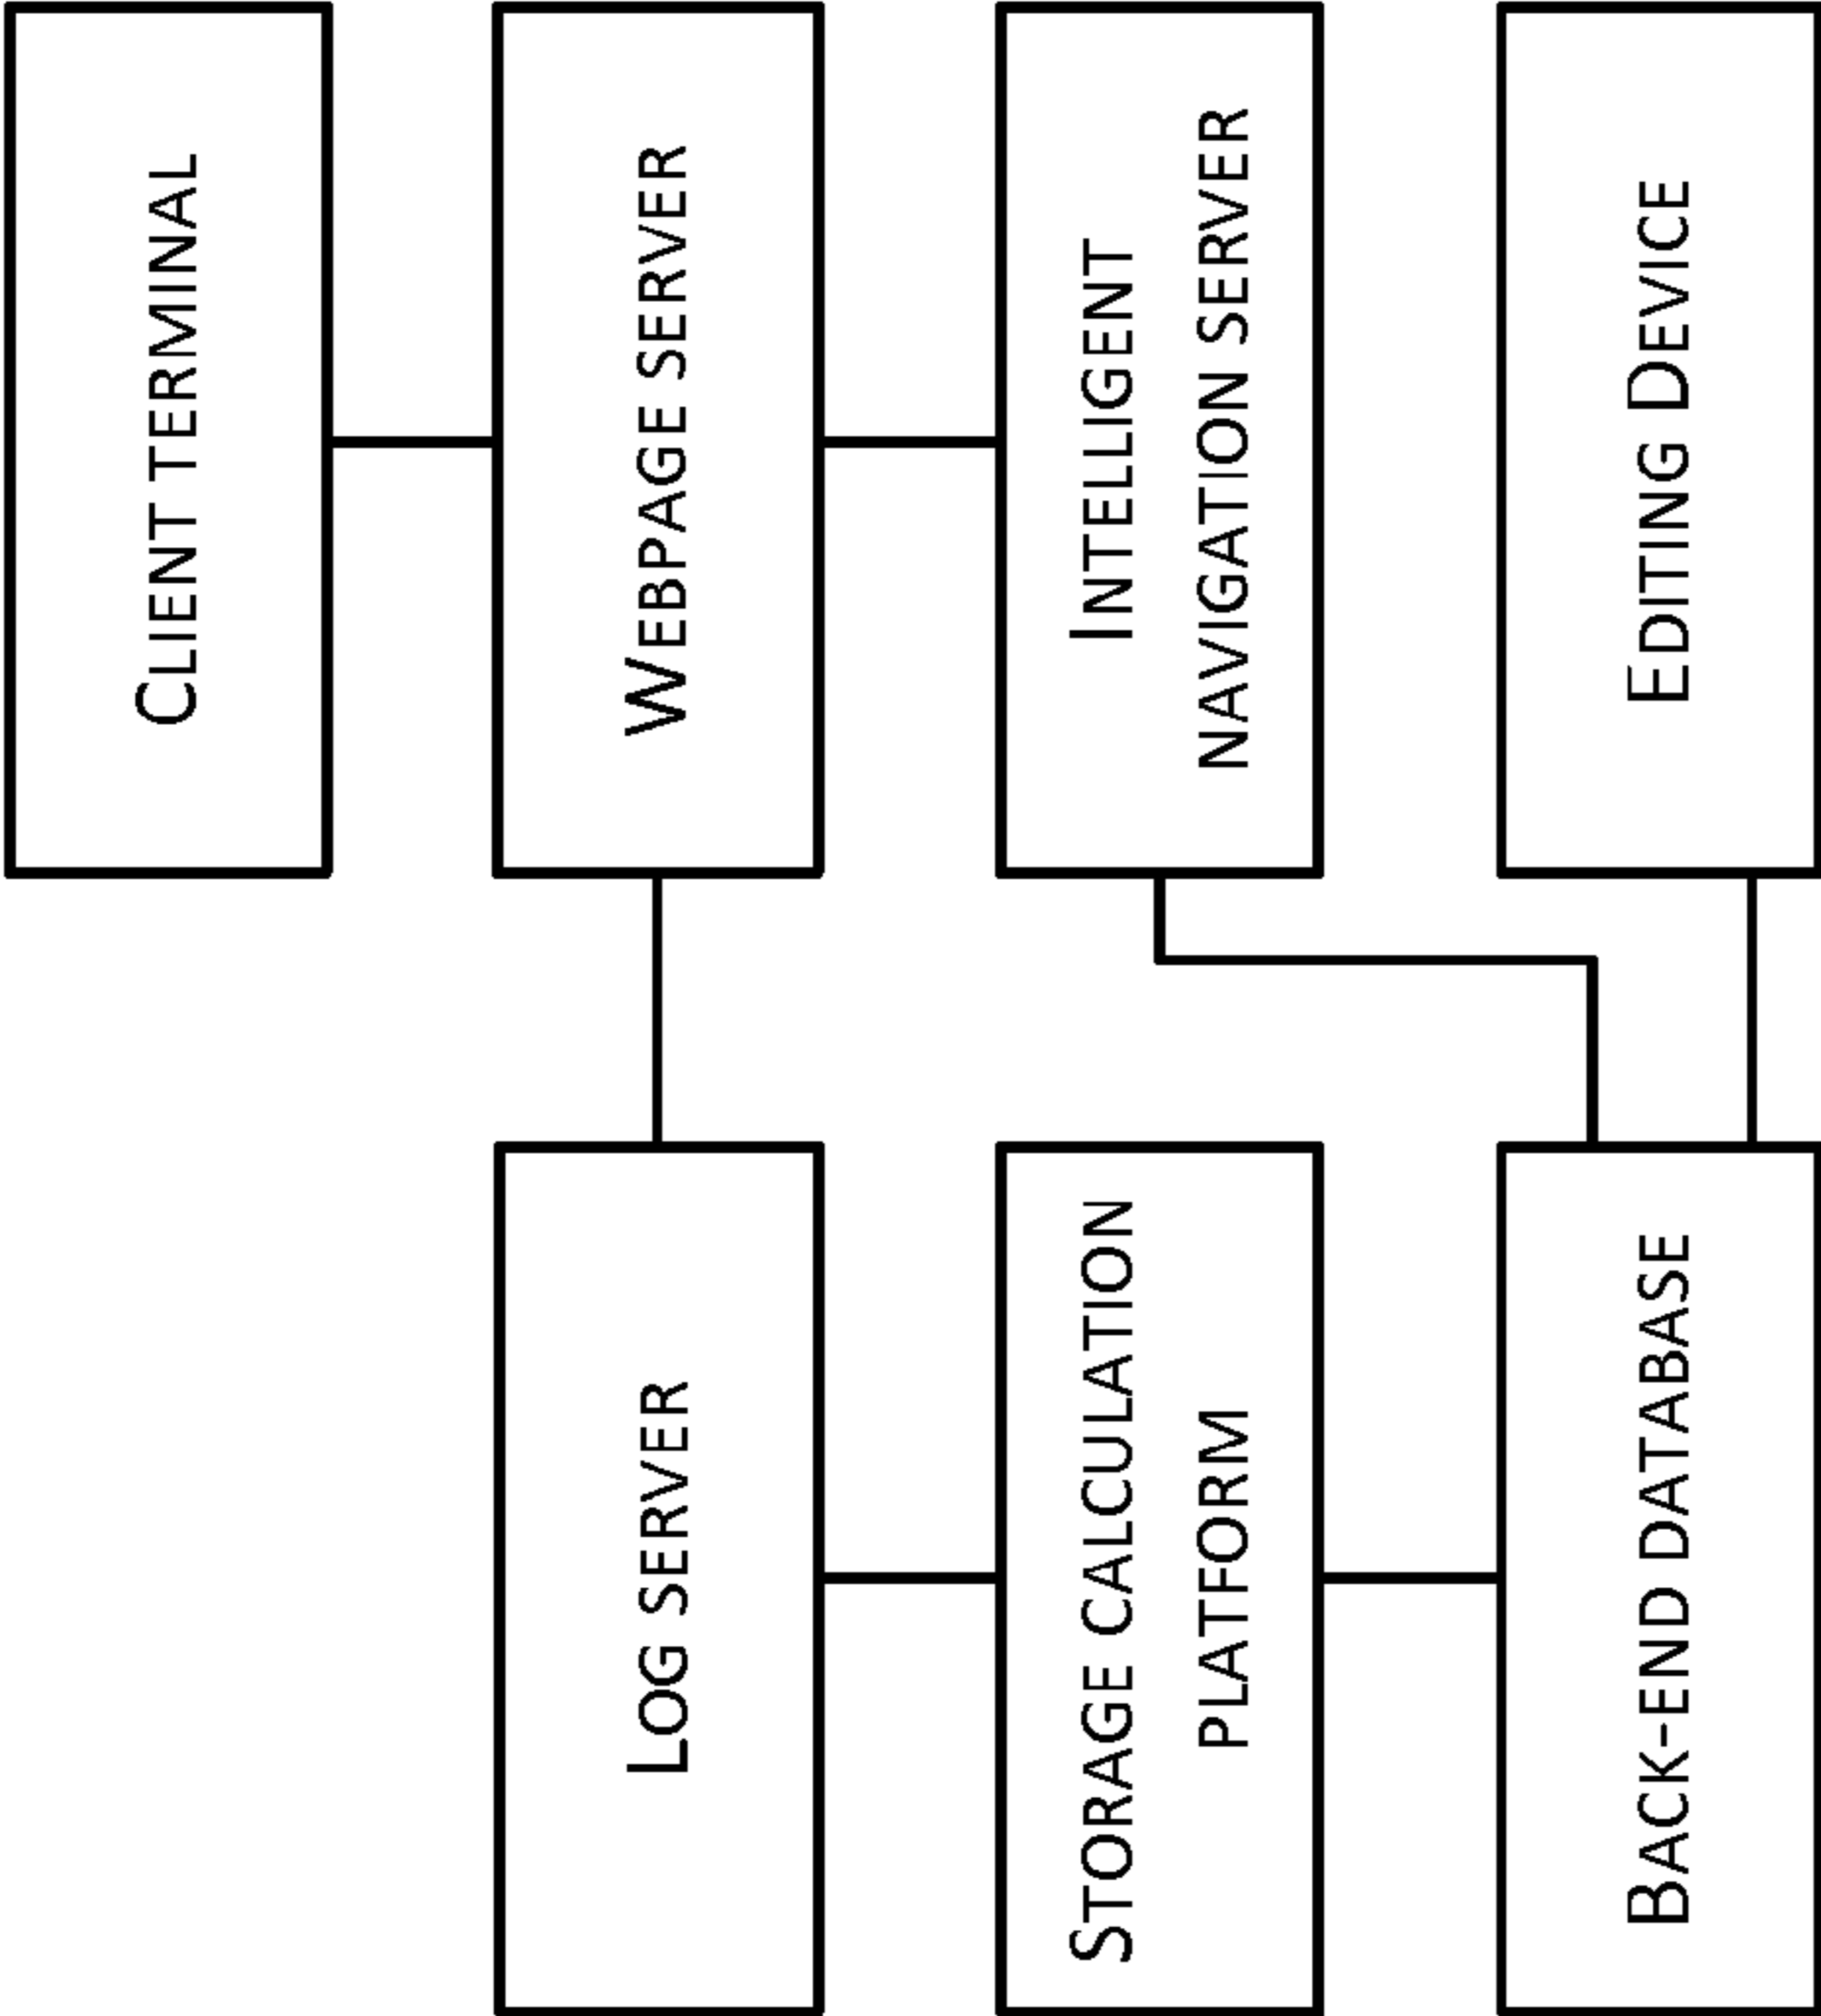 Client terminal
Webpage server
Intelligent
navigation server
Editing Device
Log server
Storage calculation
platform
Back-end database